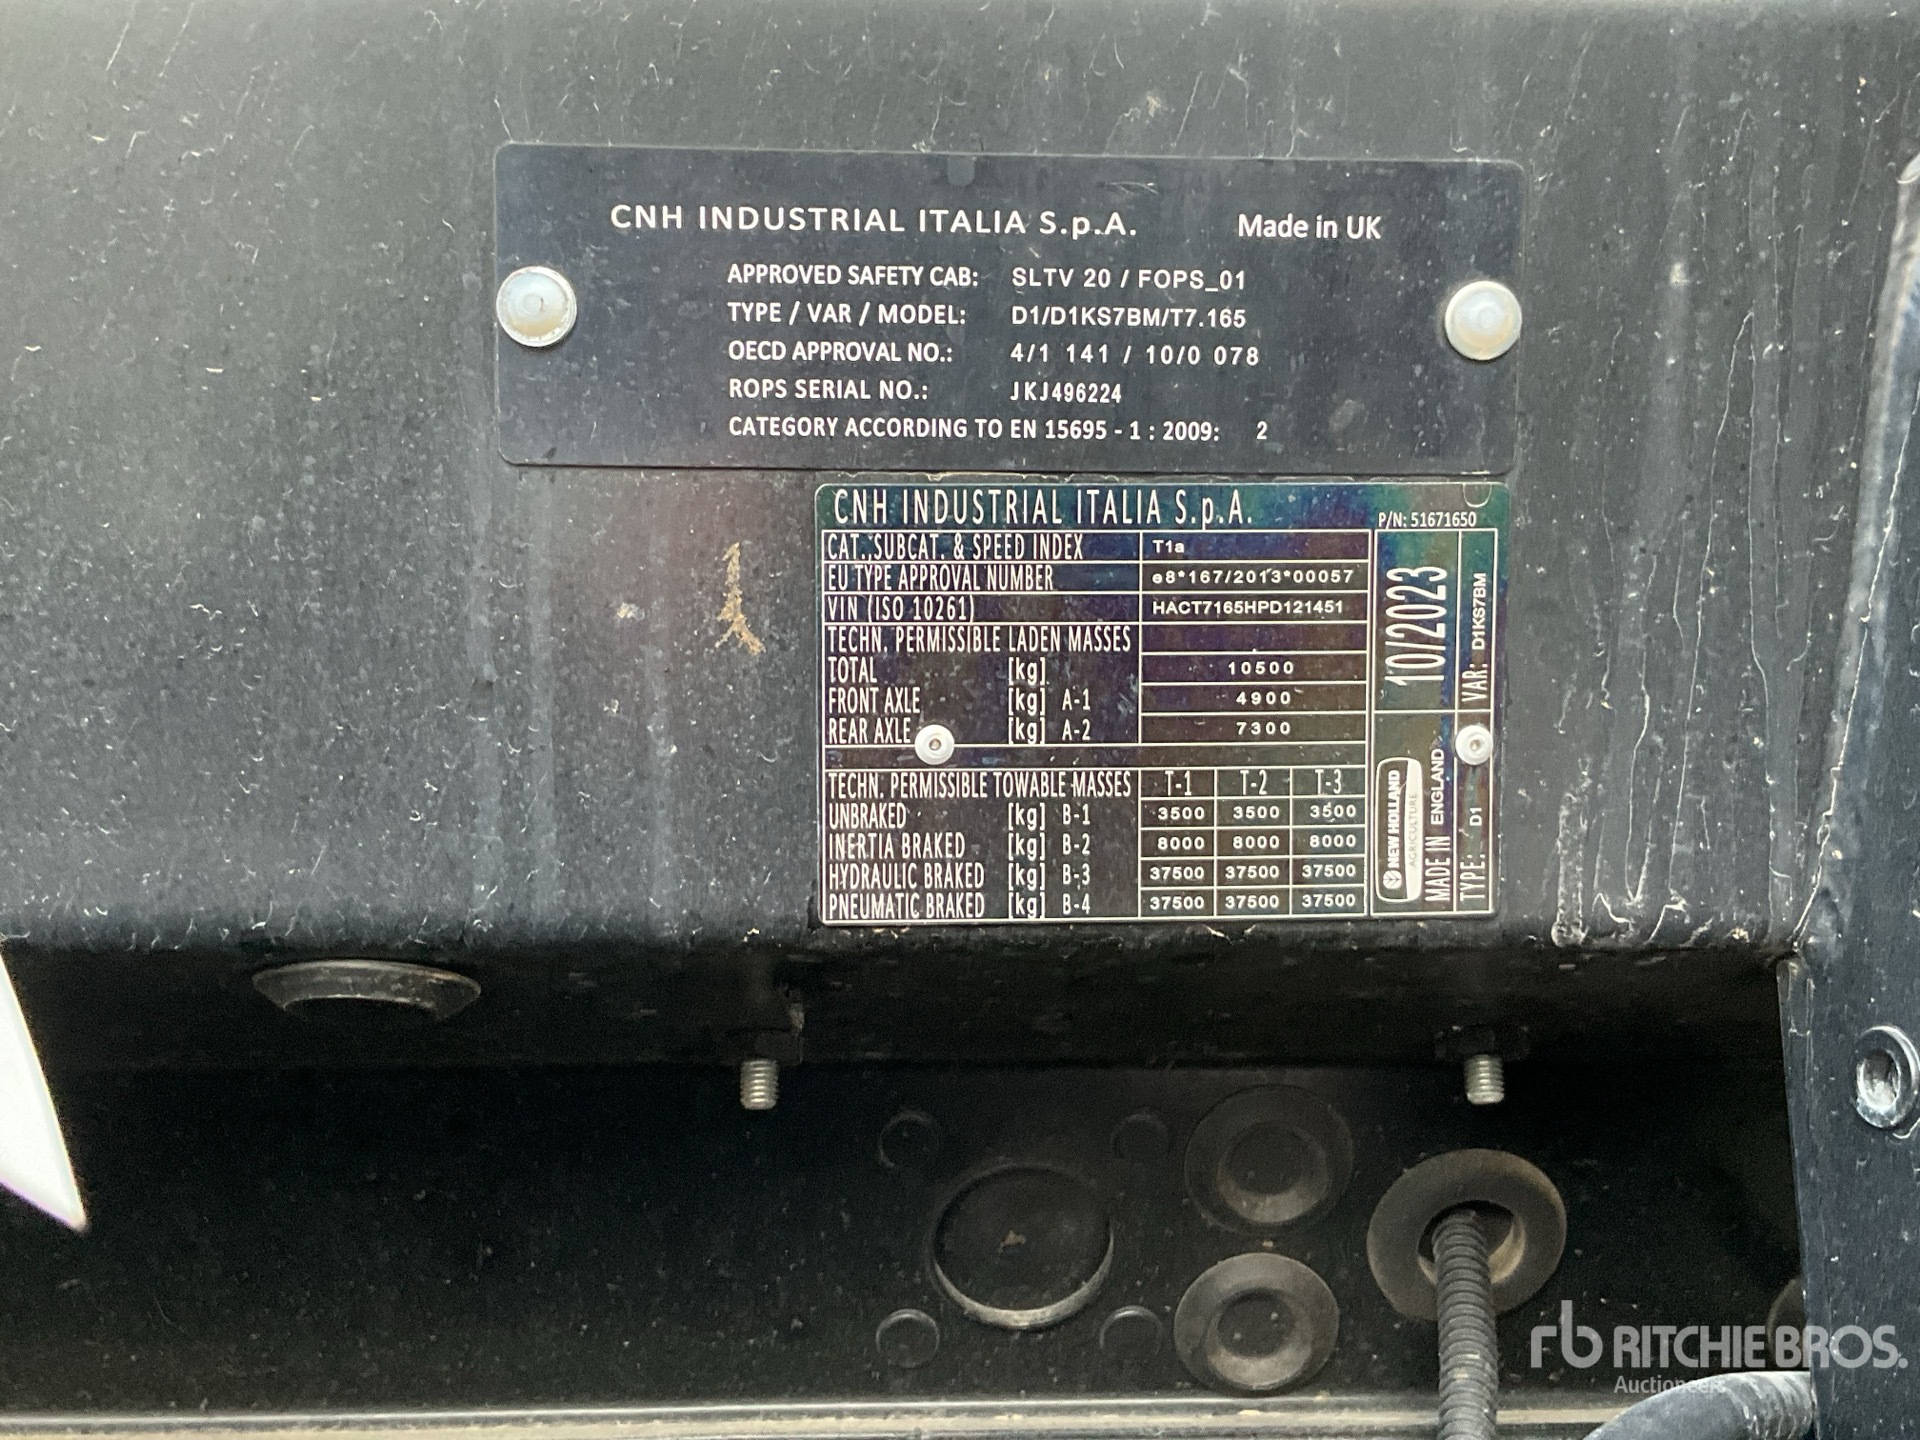 CNH INDUSTRIAL ITALIA S.p.A. Made in UK
APPROVED SAFETY CAB: SLTV 20 / FOPS_01
TYPE / VAR / MODEL: D1/D1KS7BM/T7.165
OECD APPROVAL NO.: 4/1 141 / 10/0 078
ROPS SERIAL NO.: JKJ496224
CATEGORY ACCORDING TO EN 15695 - 1 : 2009: 2
CNH INDUSTRIAL ITALIA S.p.A. P/N: 51671650
CAT.,SUBCAT. & SPEED INDEX T1a
EU TYPE APPROVAL NUMBER e8*167/2013*00057
VIN (ISO 10261) HACT7165HPD121451
TECHN. PERMISSIBLE LADEN MASSES
TOTAL [kg] 10500
FRONT AXLE [kg] A-1 4900
REAR AXLE [kg] A-2 7300
TECHN. PERMISSIBLE TOWABLE MASSES T-1 T-2 T-3
UNBRAKED [kg] B-1 3500 3500 3500
INERTIA BRAKED [kg] B-2 8000 8000 8000
HYDRAULIC BRAKED [kg] B-3 37500 37500 37500
PNEUMATIC BRAKED [kg] B-4 37500 37500 37500
10/2023
NEW HOLLAND
AGRICULTURE
MADE IN ENGLAND
TYPE: D1 VAR: D1KS7BM
rb RITCHIE BROS.
Auctioneers